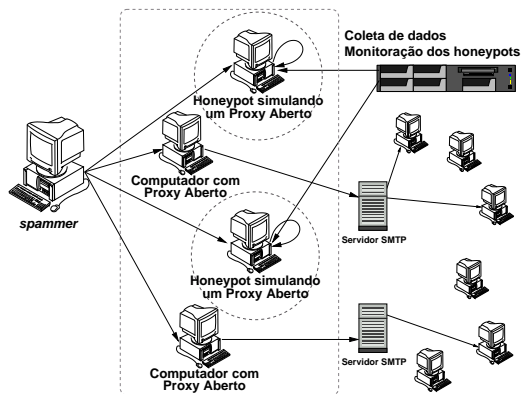 Coleta de dados
Monitoração dos honeypots
Honeypot simulando
um Proxy Aberto
Computador com
Proxy Aberto
spammer
Servidor SMTP
Honeypot simulando
um Proxy Aberto
Servidor SMTP
Computador com
Proxy Aberto